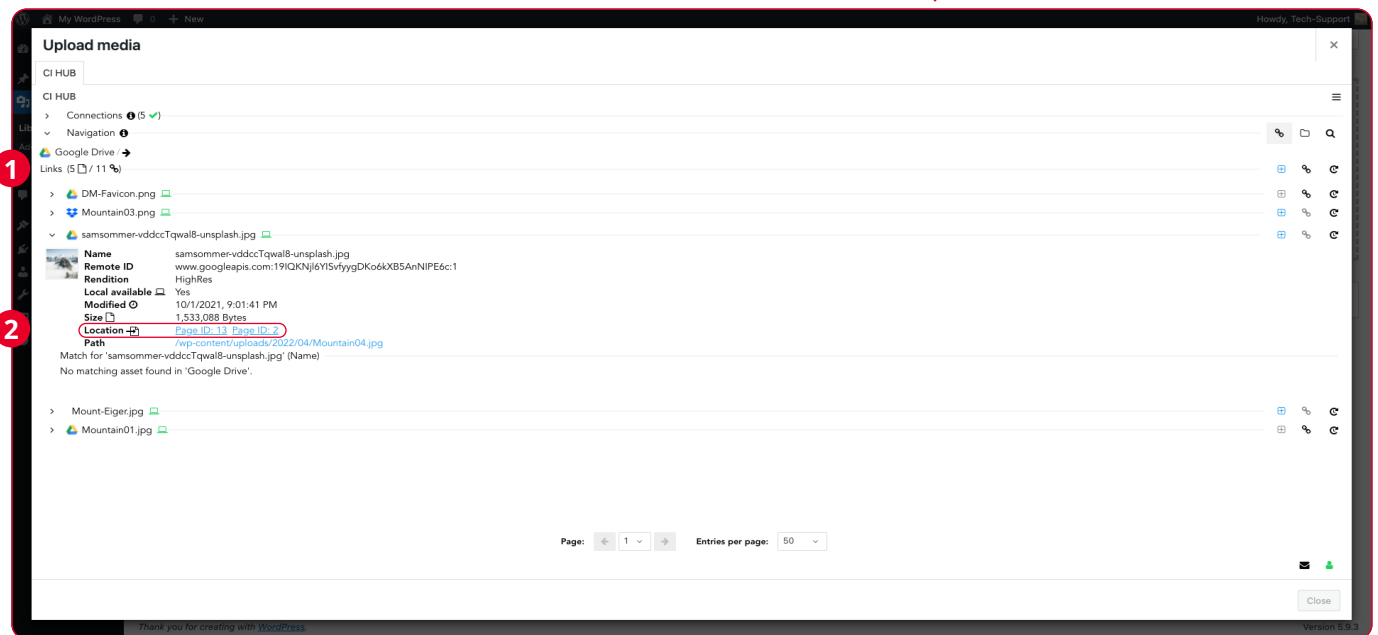 My WordPress 0 + New Howdy, Tech-Support
Upload media
CI HUB
CI HUB
Connections (5 ✔)
Navigation
Google Drive / →
1
Links (5 / 11 )
DM-Favicon.png
Mountain03.png
samsommer-vddccTqwal8-unsplash.jpg
Name samsommer-vddccTqwal8-unsplash.jpg
Remote ID www.googleapis.com:19IQKNjl6YISvfyygDKo6kXB5AnNIPE6c:1
Rendition HighRes
Local available Yes
Modified 10/1/2021, 9:01:41 PM
Size 1,533,088 Bytes
2
Location Page ID: 13 Page ID: 2
Path /wp-content/uploads/2022/04/Mountain04.jpg
Match for 'samsommer-vddccTqwal8-unsplash.jpg' (Name)
No matching asset found in 'Google Drive'.
Mount-Eiger.jpg
Mountain01.jpg
Page: 1 Entries per page: 50
Close
Thank you for creating with WordPress. Version 5.9.3